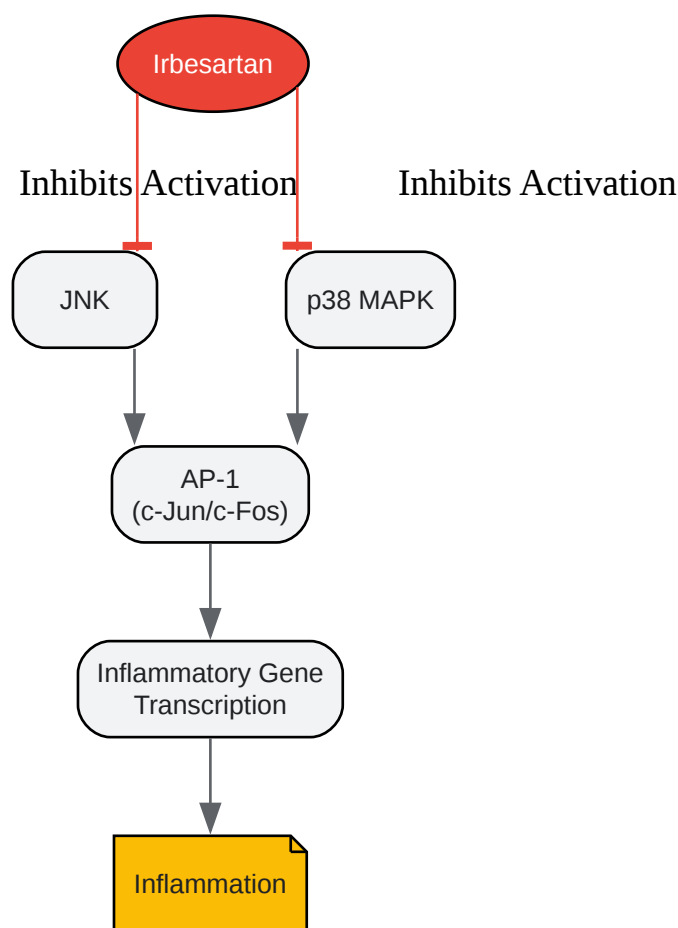 Irbesartan
Inhibits Activation
Inhibits Activation
JNK
p38 MAPK
AP-1
(c-Jun/c-Fos)
Inflammatory Gene
Transcription
Inflammation